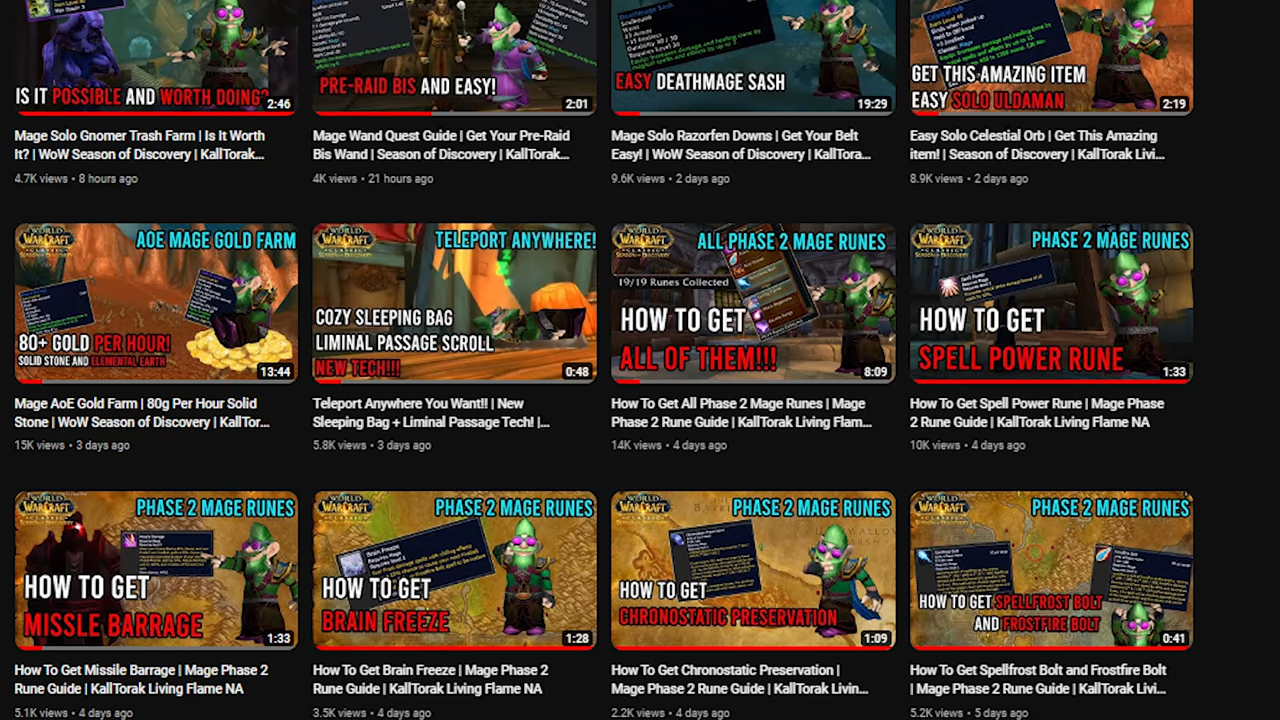 IS IT POSSIBLE AND WORTH DOING?
2:46
PRE-RAID BIS AND EASY!
2:01
EASY DEATHMAGE SASH
19:29
GET THIS AMAZING ITEM
EASY SOLO ULDAMAN
2:19
Mage Solo Gnomer Trash Farm | Is It Worth
It? | WoW Season of Discovery | KallTorak...
4.7K views • 8 hours ago
Mage Wand Quest Guide | Get Your Pre-Raid
Bis Wand | Season of Discovery | KallTorak...
4K views • 21 hours ago
Mage Solo Razorfen Downs | Get Your Belt
Easy! | WoW Season of Discovery | KallTora...
9.6K views • 2 days ago
Easy Solo Celestial Orb | Get This Amazing
item! | Season of Discovery | KallTorak Livi...
8.9K views • 2 days ago
WORLD
WARCRAFT
AOE MAGE GOLD FARM
80+ GOLD PER HOUR!
SOLID STONE AND ELEMENTAL EARTH
13:44
WORLD
WARCRAFT
TELEPORT ANYWHERE!
COZY SLEEPING BAG
LIMINAL PASSAGE SCROLL
NEW TECH!!!
0:48
WORLD
WARCRAFT
ALL PHASE 2 MAGE RUNES
19/19 Runes Collected
HOW TO GET
ALL OF THEM!!!
8:09
WORLD
WARCRAFT
PHASE 2 MAGE RUNES
HOW TO GET
SPELL POWER RUNE
1:33
Mage AoE Gold Farm | 80g Per Hour Solid
Stone | WoW Season of Discovery | KallTor...
15K views • 3 days ago
Teleport Anywhere You Want!! | New
Sleeping Bag + Liminal Passage Tech! |...
5.8K views • 3 days ago
How To Get All Phase 2 Mage Runes | Mage
Phase 2 Rune Guide | KallTorak Living Flam...
14K views • 4 days ago
How To Get Spell Power Rune | Mage Phase
2 Rune Guide | KallTorak Living Flame NA
10K views • 4 days ago
WORLD
WARCRAFT
PHASE 2 MAGE RUNES
HOW TO GET
MISSLE BARRAGE
1:33
WORLD
WARCRAFT
PHASE 2 MAGE RUNES
Brain Freeze
HOW TO GET
BRAIN FREEZE
1:28
WORLD
WARCRAFT
PHASE 2 MAGE RUNES
HOW TO GET
CHRONOSTATIC PRESERVATION
1:09
WORLD
WARCRAFT
PHASE 2 MAGE RUNES
HOW TO GET SPELLFROST BOLT
AND FROSTFIRE BOLT
0:41
How To Get Missile Barrage | Mage Phase 2
Rune Guide | KallTorak Living Flame NA
5.1K views • 4 days ago
How To Get Brain Freeze | Mage Phase 2
Rune Guide | KallTorak Living Flame NA
3.5K views • 4 days ago
How To Get Chronostatic Preservation |
Mage Phase 2 Rune Guide | KallTorak Livin...
2.2K views • 4 days ago
How To Get Spellfrost Bolt and Frostfire Bolt
| Mage Phase 2 Rune Guide | KallTorak Livi...
5.2K views • 5 days ago